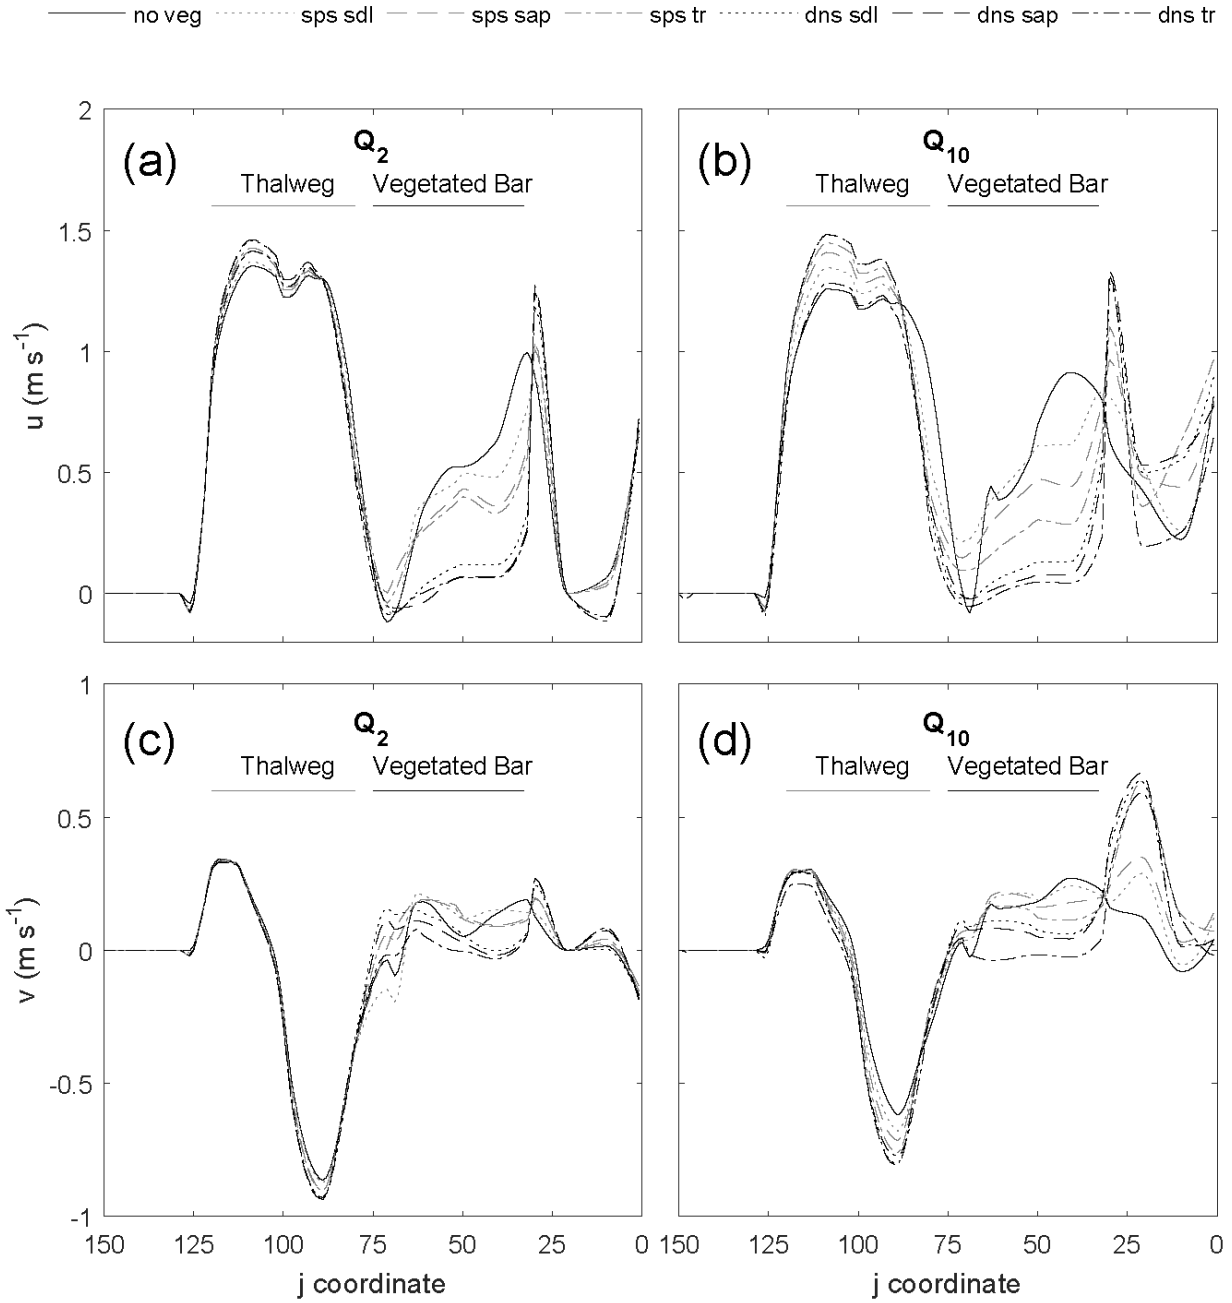 no veg sps sdl sps sap sps tr dns sdl dns sap dns tr
(a) Q2
Thalweg Vegetated Bar
2
1.5
1
0.5
0
u (m s-1)
(b) Q10
Thalweg Vegetated Bar
(c) Q2
Thalweg Vegetated Bar
1
0.5
0
-0.5
-1
v (m s-1)
150 125 100 75 50 25 0
j coordinate
(d) Q10
Thalweg Vegetated Bar
150 125 100 75 50 25 0
j coordinate